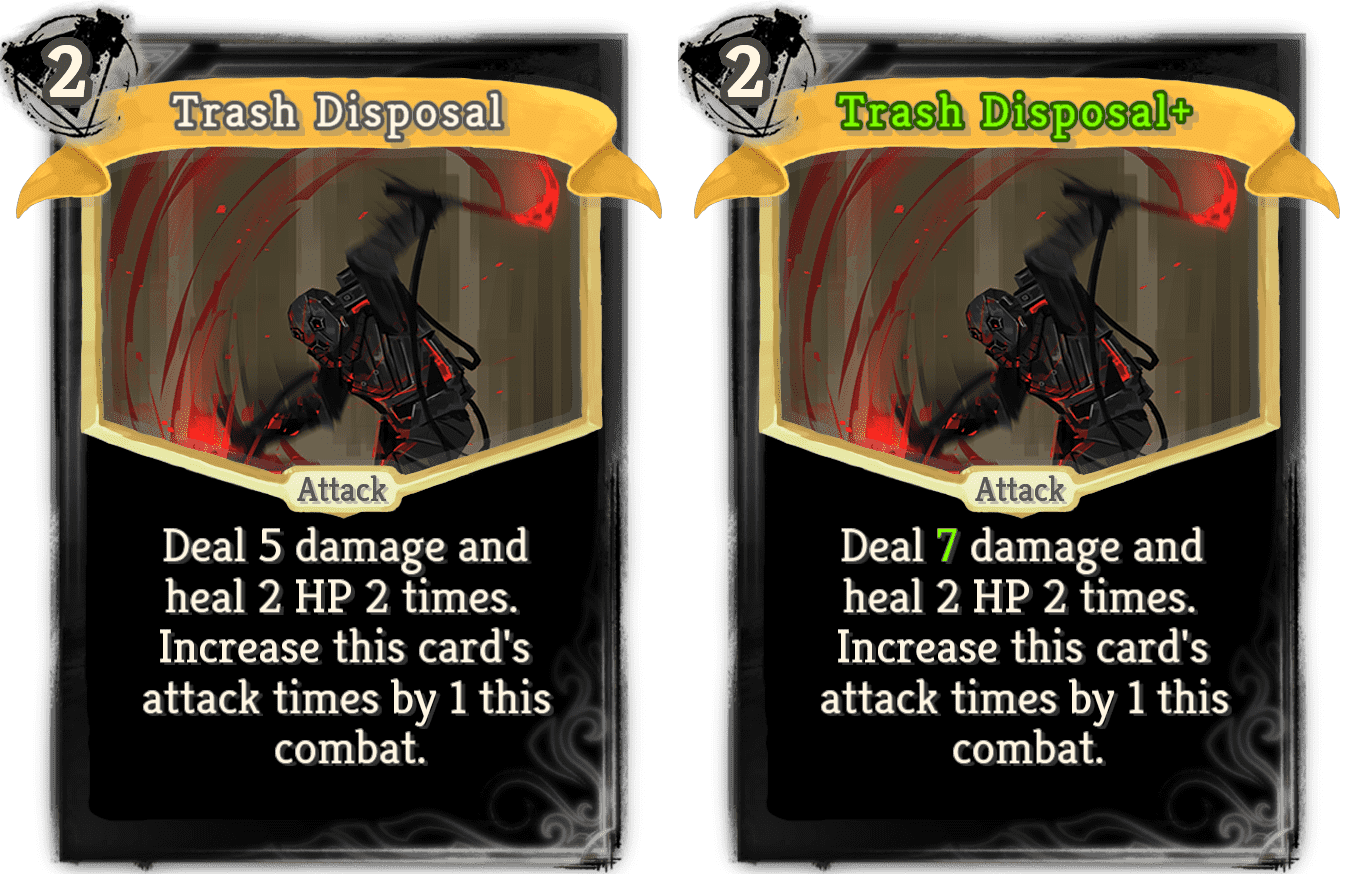 2
Trash Disposal
Attack
Deal 5 damage and
heal 2 HP 2 times.
Increase this card's
attack times by 1 this
combat.
2
Trash Disposal+
Attack
Deal 7 damage and
heal 2 HP 2 times.
Increase this card's
attack times by 1 this
combat.